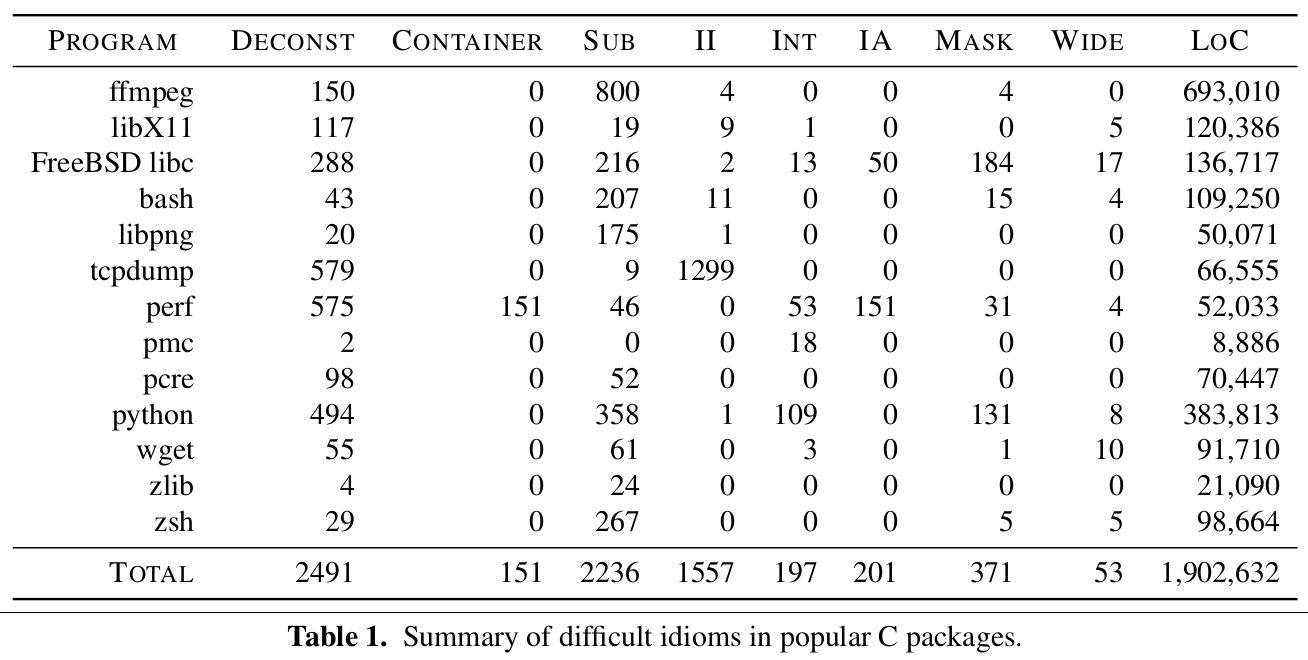 PROGRAM DECONST CONTAINER SUB II INT IA MASK WIDE LOC
ffmpeg 150 0 800 4 0 0 4 0 693,010
libX11 117 0 19 9 1 0 0 5 120,386
FreeBSD libc 288 0 216 2 13 50 184 17 136,717
bash 43 0 207 11 0 0 15 4 109,250
libpng 20 0 175 1 0 0 0 0 50,071
tcpdump 579 0 9 1299 0 0 0 0 66,555
perf 575 151 46 0 53 151 31 4 52,033
pmc 2 0 0 0 18 0 0 0 8,886
pcre 98 0 52 0 0 0 0 0 70,447
python 494 0 358 1 109 0 131 8 383,813
wget 55 0 61 0 3 0 1 10 91,710
zlib 4 0 24 0 0 0 0 0 21,090
zsh 29 0 267 0 0 0 5 5 98,664
TOTAL 2491 151 2236 1557 197 201 371 53 1,902,632
Table 1. Summary of difficult idioms in popular C packages.